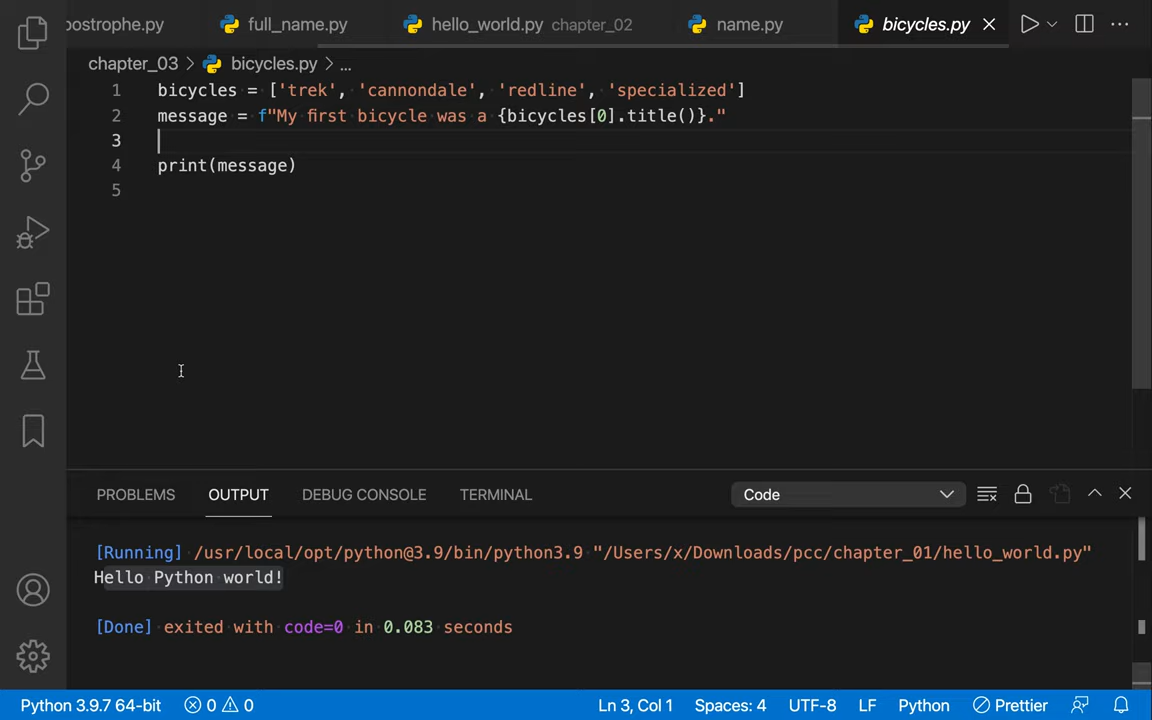 postrophe.py full_name.py hello_world.py chapter_02 name.py bicycles.py
chapter_03 > bicycles.py > ...
1 bicycles = ['trek', 'cannondale', 'redline', 'specialized']
2 message = f"My first bicycle was a {bicycles[0].title()}."
3
4 print(message)
5
PROBLEMS OUTPUT DEBUG CONSOLE TERMINAL Code
[Running] /usr/local/opt/python@3.9/bin/python3.9 "/Users/x/Downloads/pcc/chapter_01/hello_world.py"
Hello Python world!
[Done] exited with code=0 in 0.083 seconds
Python 3.9.7 64-bit 0 0 Ln 3, Col 1 Spaces: 4 UTF-8 LF Python Prettier